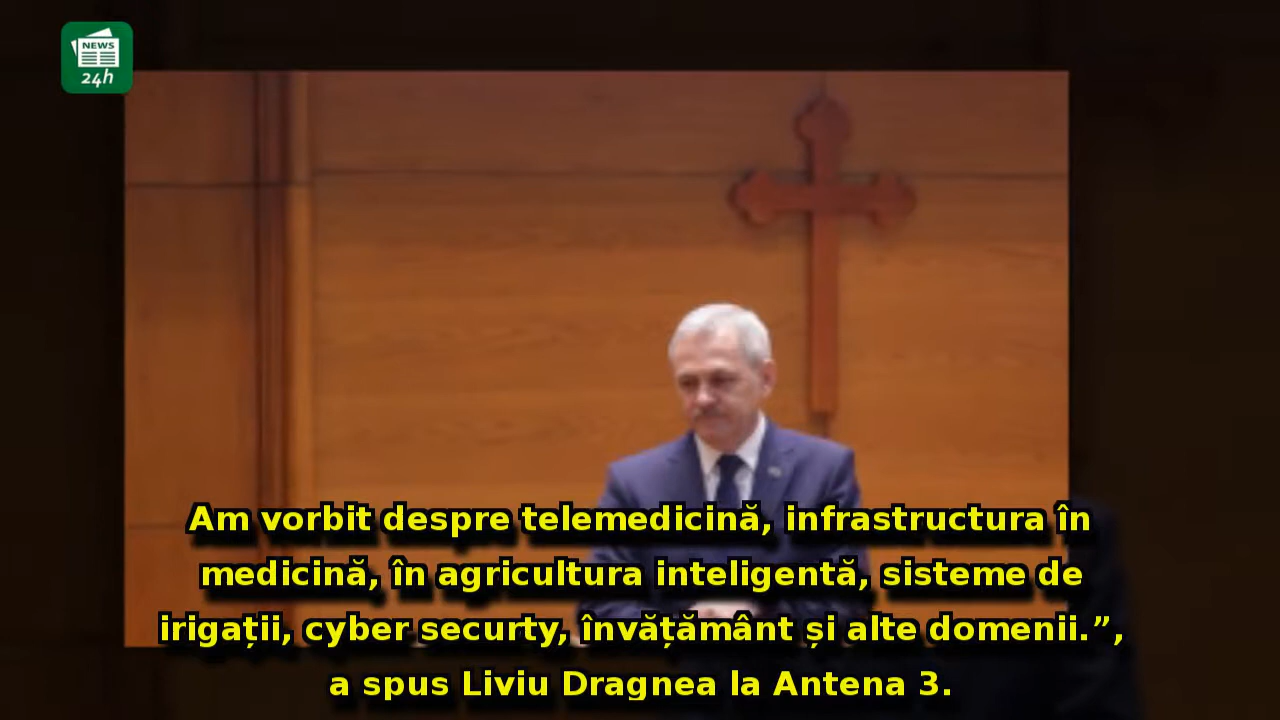 NEWS
24h
Am vorbit despre telemedicină, infrastructura în
medicină, în agricultura inteligentă, sisteme de
irigații, cyber securty, învățământ și alte domenii.”,
a spus Liviu Dragnea la Antena 3.